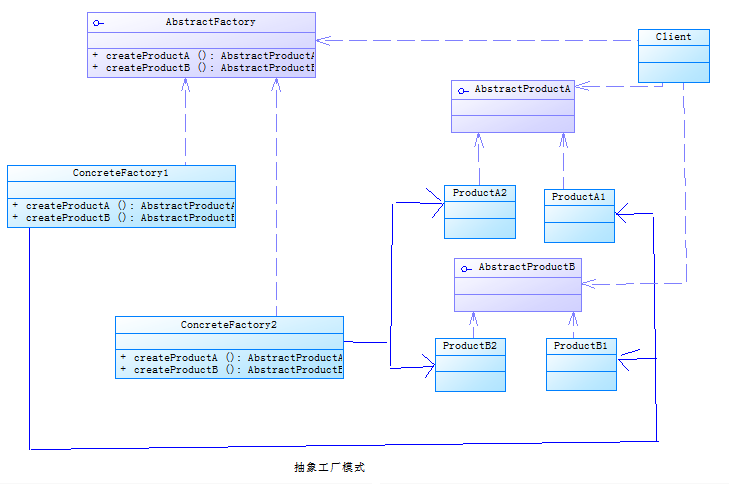 AbstractFactory
+ createProductA (): AbstractProductA
+ createProductB (): AbstractProductB
Client
AbstractProductA
ConcreteFactory1
+ createProductA (): AbstractProductA
+ createProductB (): AbstractProductB
ProductA2
ProductA1
AbstractProductB
ConcreteFactory2
+ createProductA (): AbstractProductA
+ createProductB (): AbstractProductB
ProductB2
ProductB1
抽象工厂模式